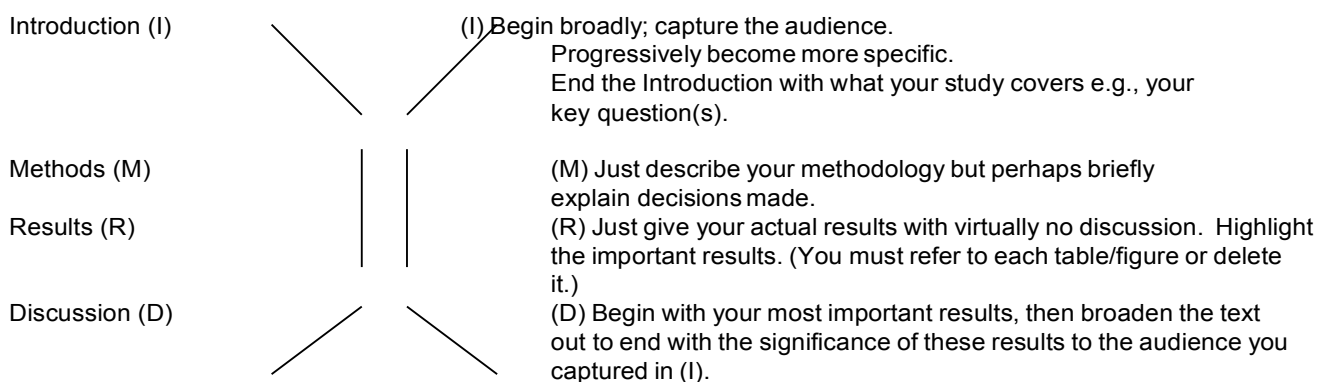 Introduction (I) (I) Begin broadly; capture the audience.
Progressively become more specific.
End the Introduction with what your study covers e.g., your
key question(s).
Methods (M) (M) Just describe your methodology but perhaps briefly
explain decisions made.
Results (R) (R) Just give your actual results with virtually no discussion. Highlight
the important results. (You must refer to each table/figure or delete
it.)
Discussion (D) (D) Begin with your most important results, then broaden the text
out to end with the significance of these results to the audience you
captured in (I).